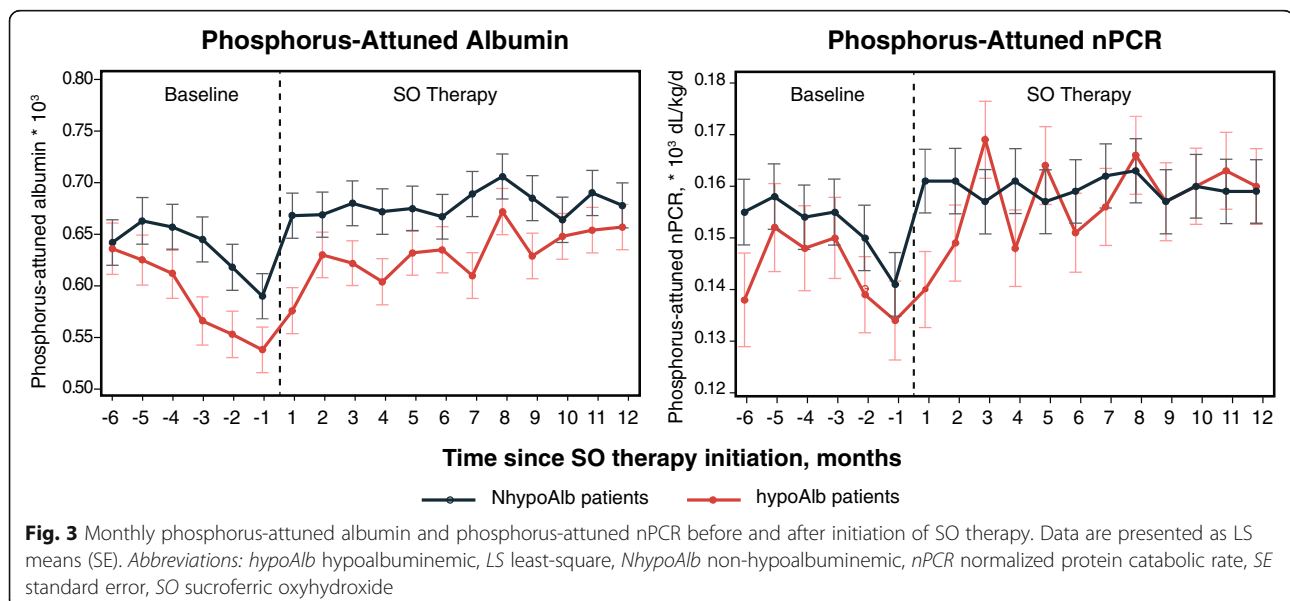 Phosphorus-Attuned Albumin
Phosphorus-attuned albumin * 10³
0.80
0.75
0.70
0.65
0.60
0.55
0.50
Baseline
SO Therapy
-6 -5 -4 -3 -2 -1 1 2 3 4 5 6 7 8 9 10 11 12
Phosphorus-Attuned nPCR
Phosphorus-attuned nPCR, * 10³ dL/kg/d
0.18
0.17
0.16
0.15
0.14
0.13
0.12
Baseline
SO Therapy
-6 -5 -4 -3 -2 -1 1 2 3 4 5 6 7 8 9 10 11 12
Time since SO therapy initiation, months
NhypoAlb patients
hypoAlb patients
Fig. 3 Monthly phosphorus-attuned albumin and phosphorus-attuned nPCR before and after initiation of SO therapy. Data are presented as LS
means (SE). Abbreviations: hypoAlb hypoalbuminemic, LS least-square, NhypoAlb non-hypoalbuminemic, nPCR normalized protein catabolic rate, SE
standard error, SO sucroferric oxyhydroxide